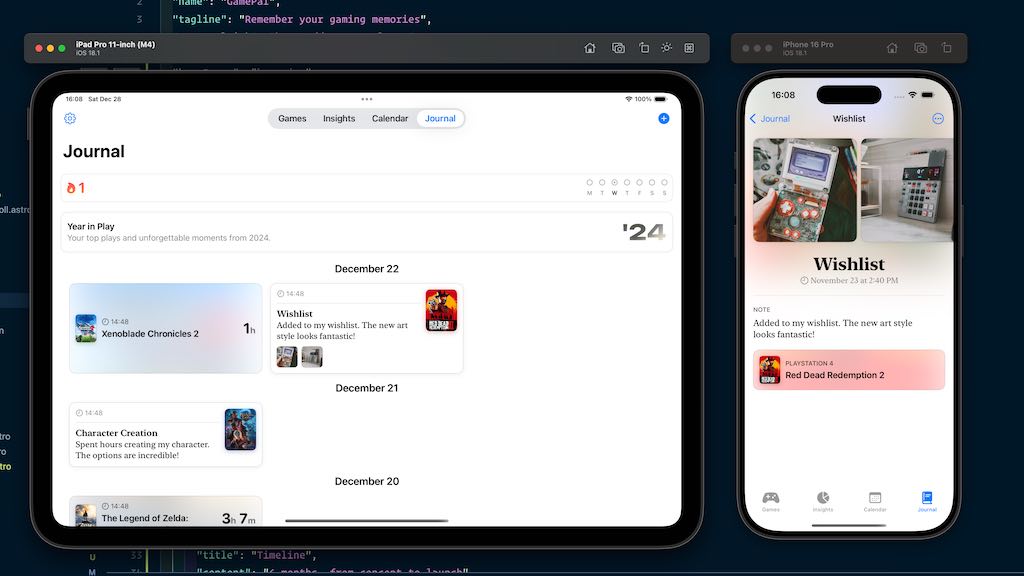 2
"name": "GamePal",
3
"tagline": "Remember your gaming memories",
iPad Pro 11-inch (M4)
iOS 18.1
16:08 Sat Dec 28
100%
Games Insights Calendar Journal
Journal
1
M T W T F S S
Year in Play
Your top plays and unforgettable moments from 2024.
'24
December 22
14:48
Xenoblade Chronicles 2
1h
14:48
Wishlist
Added to my wishlist. The new art
style looks fantastic!
December 21
14:48
Character Creation
Spent hours creating my character.
The options are incredible!
December 20
14:48
The Legend of Zelda:
3h 7m
iPhone 16 Pro
iOS 18.1
16:08
Journal
Wishlist
Wishlist
November 23 at 2:40 PM
NOTE
Added to my wishlist. The new art style
looks fantastic!
PLAYSTATION 4
Red Dead Redemption 2
Games Insights Calendar Journal
oll.astro
n
tro
ro
tro
U
33
"title": "Timeline",
M
"content": "6 months, from concept to launch"